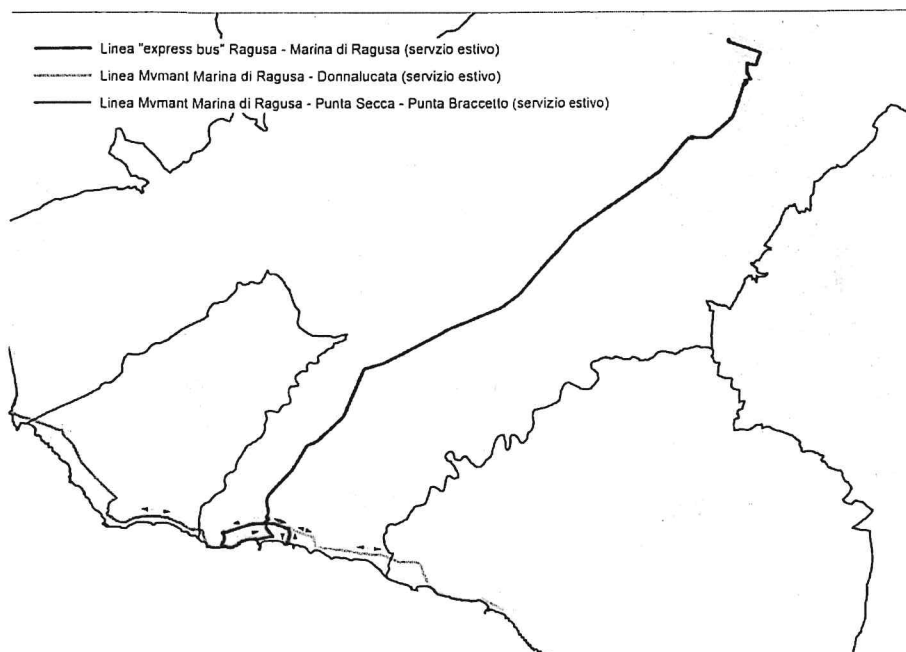 Linea "express bus" Ragusa - Marina di Ragusa (servzio estivo)
Linea Mvmant Marina di Ragusa - Donnalucata (servizio estivo)
Linea Mvmant Marina di Ragusa - Punta Secca - Punta Braccetto (servizio estivo)